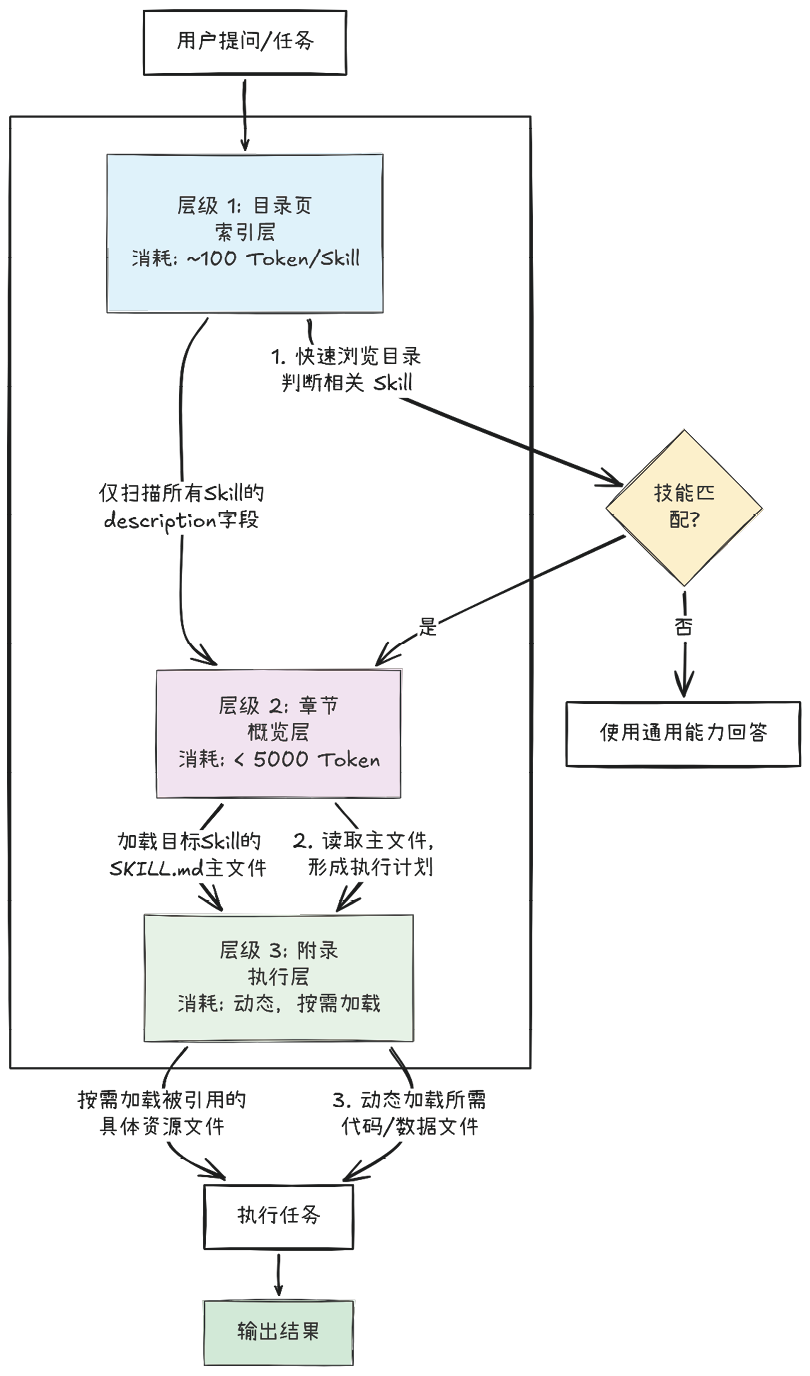 用户提问/任务
层级 1: 目录页
索引层
消耗: ~100 Token/Skill
1. 快速浏览目录
判断相关 Skill
仅扫描所有Skill的
description字段
技能匹
配?
是
否
层级 2: 章节
概览层
消耗: < 5000 Token
使用通用能力回答
加载目标Skill的
SKILL.md主文件
2. 读取主文件,
形成执行计划
层级 3: 附录
执行层
消耗: 动态, 按需加载
按需加载被引用的
具体资源文件
3. 动态加载所需
代码/数据文件
执行任务
输出结果